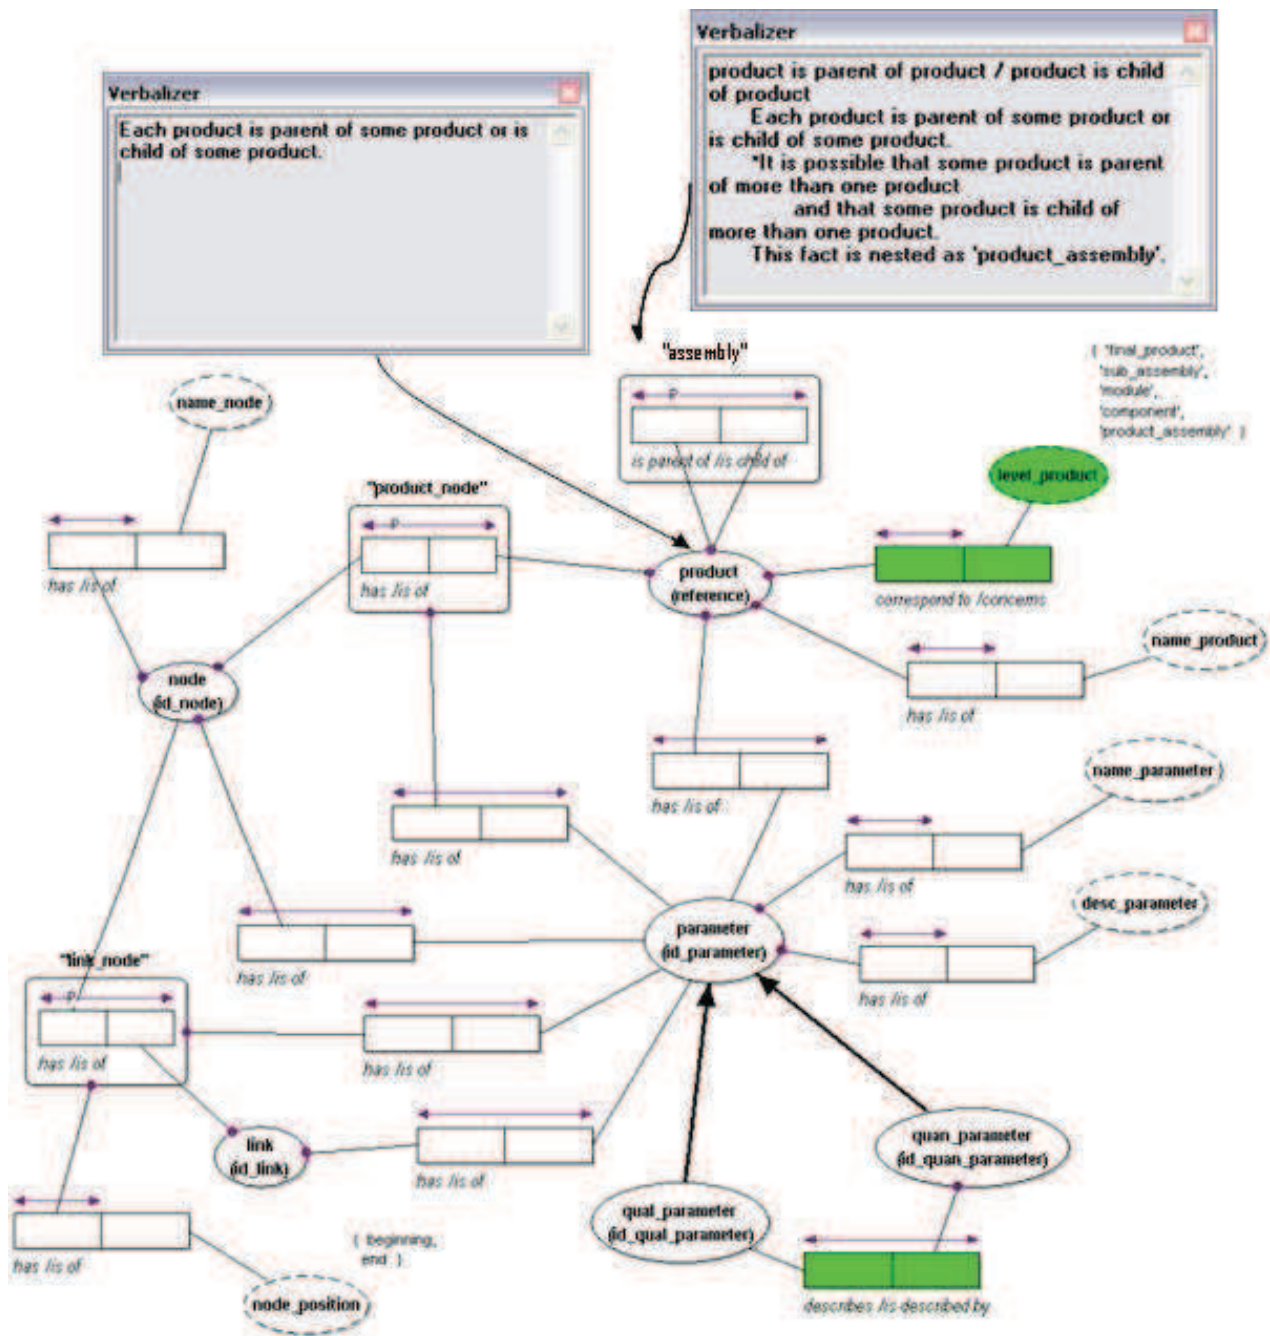 Verbalizer
product is parent of product / product is child
of product
Each product is parent of some product or
is child of some product.
*It is possible that some product is parent
of more than one product
and that some product is child of
more than one product.
This fact is nested as 'product_assembly'.
Verbalizer
Each product is parent of some product or is
child of some product.
"assembly"
P
is parent of /is child of
{ 'final_product',
'sub_assembly',
'module',
'component',
'product_assembly' }
name_node
level_product
"product_node"
P
has /is of
has /is of
product
(reference)
correspond to /concerns
name_product
has /is of
node
(id_node)
has /is of
name_parameter
has /is of
has /is of
desc_parameter
parameter
(id_parameter)
has /is of
has /is of
"link_node"
P
has /is of
has /is of
quan_parameter
(id_quan_parameter)
link
(id_link)
has /is of
qual_parameter
(id_qual_parameter)
{ beginning,
end }
has /is of
node_position
describes /is described by